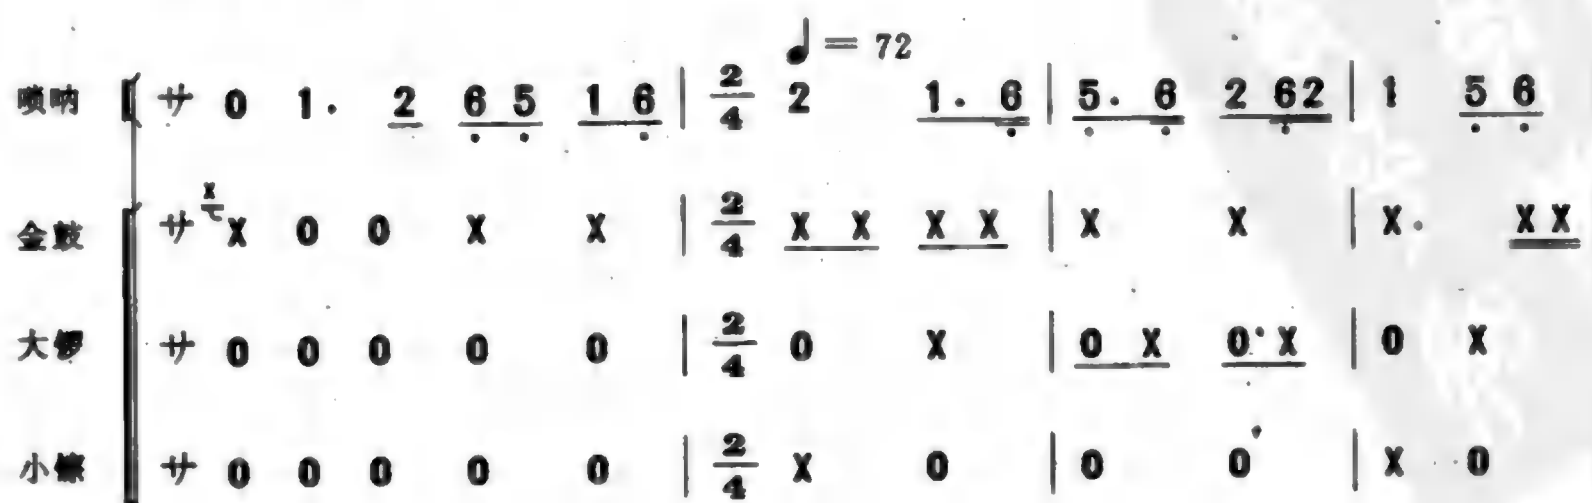 ♩= 72
唢呐 サ 0 1. 2 6 5 1 6 | 2/4 2 1. 6 | 5. 6 2 62 | 1 5 6
金鼓 サ X X 0 0 X X | 2/4 X X X X | X X | X. X X
大锣 サ 0 0 0 0 0 | 2/4 0 X | 0 X 0 X | 0 X
小镲 サ 0 0 0 0 0 | 2/4 X 0 | 0 0 | X 0